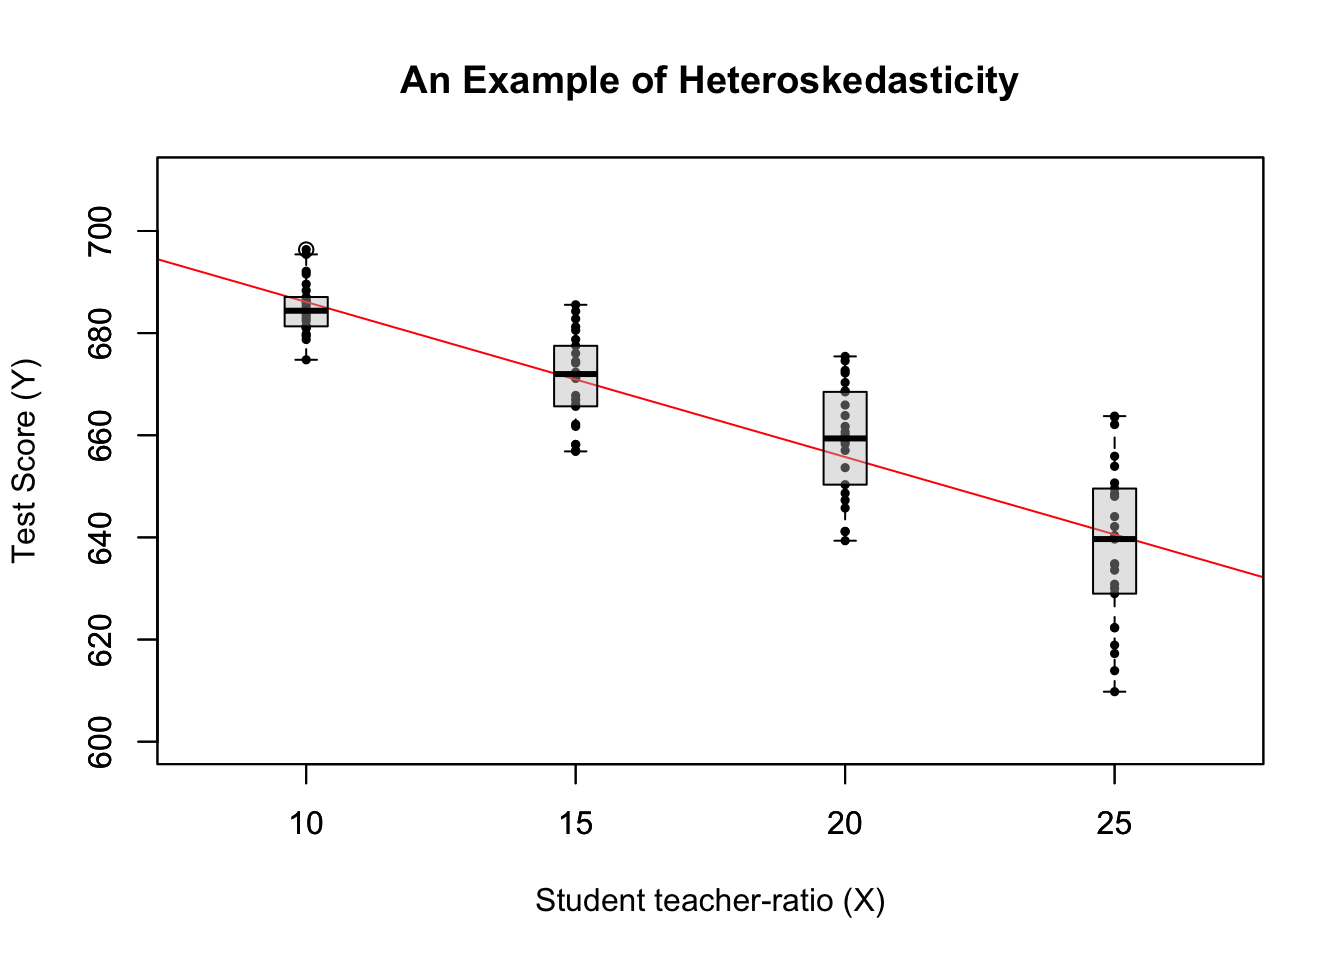 An Example of Heteroskedasticity
Test Score (Y)
700
680
660
640
620
600
10 15 20 25
Student teacher-ratio (X)